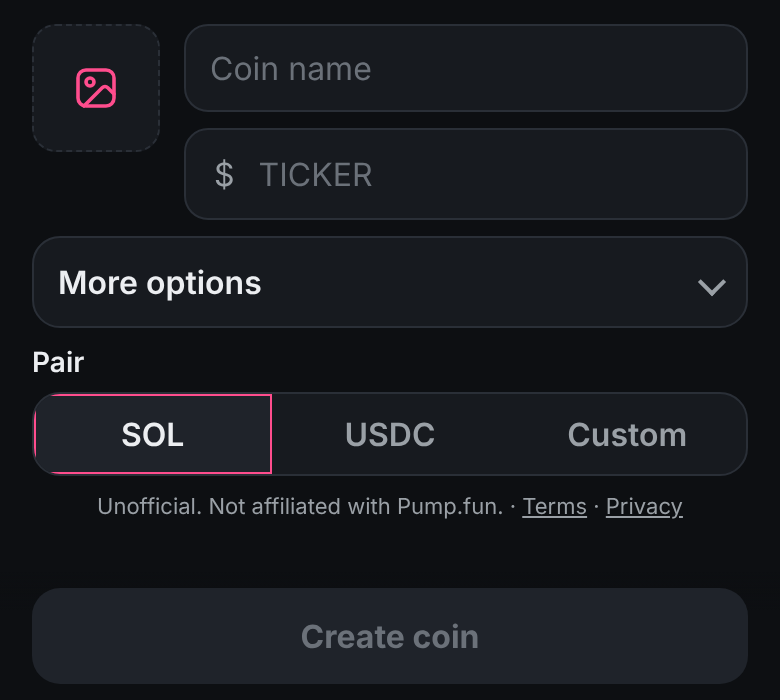 Coin name
$ TICKER
More options
Pair
SOL USDC Custom
Unofficial. Not affiliated with Pump.fun. · Terms · Privacy
Create coin